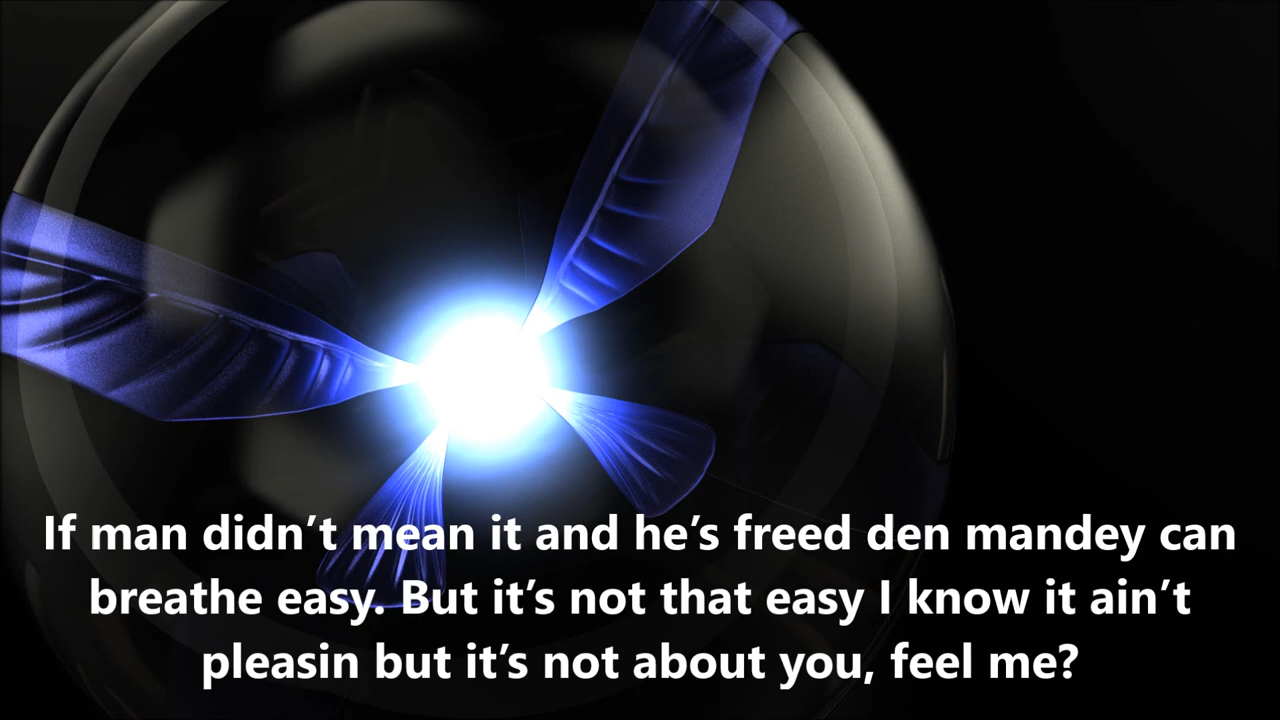 If man didn’t mean it and he’s freed den mandey can
breathe easy. But it’s not that easy I know it ain’t
pleasin but it’s not about you, feel me?